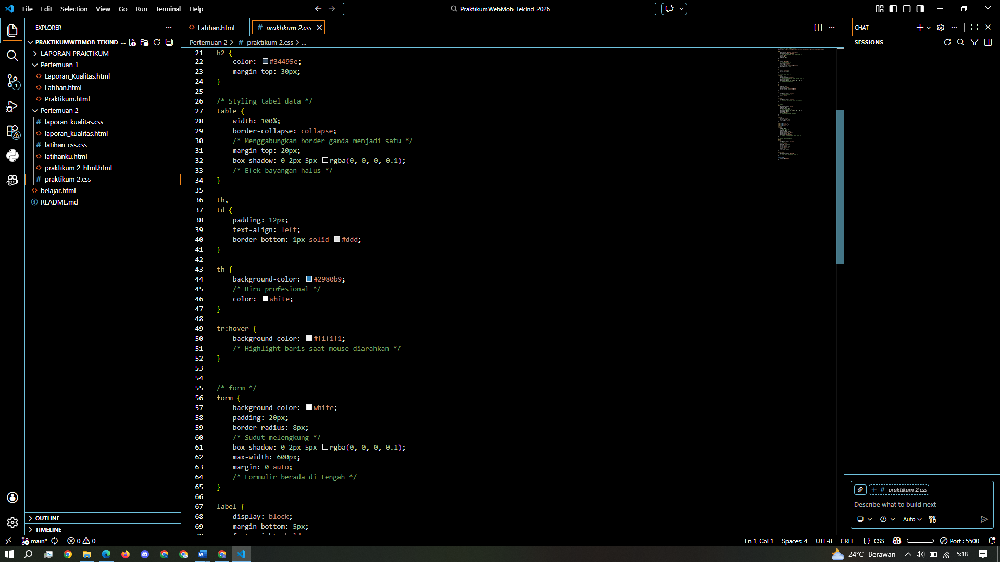 File Edit Selection View Go Run Terminal Help
PraktikumWebMob_TekInd_2026
EXPLORER
PRAKTIKUMWEBMOB_TEKIND_...
LAPORAN PRAKTIKUM
Pertemuan 1
Laporan_Kualitas.html
Latihan.html
Praktikum.html
Pertemuan 2
# laporan_kualitas.css
laporan_kualitas.html
# latihan_css.css
latihanku.html
praktikum 2_html.html
# praktikum 2.css
belajar.html
README.md
OUTLINE
TIMELINE
Latihan.html
# praktikum 2.css
Pertemuan 2 > # praktikum 2.css > ...
21 h2 {
22 color: #34495e;
23 margin-top: 30px;
24 }
25
26 /* Styling tabel data */
27 table {
28 width: 100%;
29 border-collapse: collapse;
30 /* Menggabungkan border ganda menjadi satu */
31 margin-top: 20px;
32 box-shadow: 0 2px 5px rgba(0, 0, 0, 0.1);
33 /* Efek bayangan halus */
34 }
35
36 th,
37 td {
38 padding: 12px;
39 text-align: left;
40 border-bottom: 1px solid #ddd;
41 }
42
43 th {
44 background-color: #2980b9;
45 /* Biru profesional */
46 color: white;
47 }
48
49 tr:hover {
50 background-color: #f1f1f1;
51 /* Highlight baris saat mouse diarahkan */
52 }
53
54
55 /* form */
56 form {
57 background-color: white;
58 padding: 20px;
59 border-radius: 8px;
60 /* Sudut melengkung */
61 box-shadow: 0 2px 5px rgba(0, 0, 0, 0.1);
62 max-width: 600px;
63 margin: 0 auto;
64 /* Formulir berada di tengah */
65 }
66
67 label {
68 display: block;
69 margin-bottom: 5px;
CHAT
SESSIONS
+ # praktikum 2.css
Describe what to build next
Auto
main* 0 0
Ln 1, Col 1 Spaces: 4 UTF-8 CRLF { } CSS Port : 5500
24°C Berawan 5:18